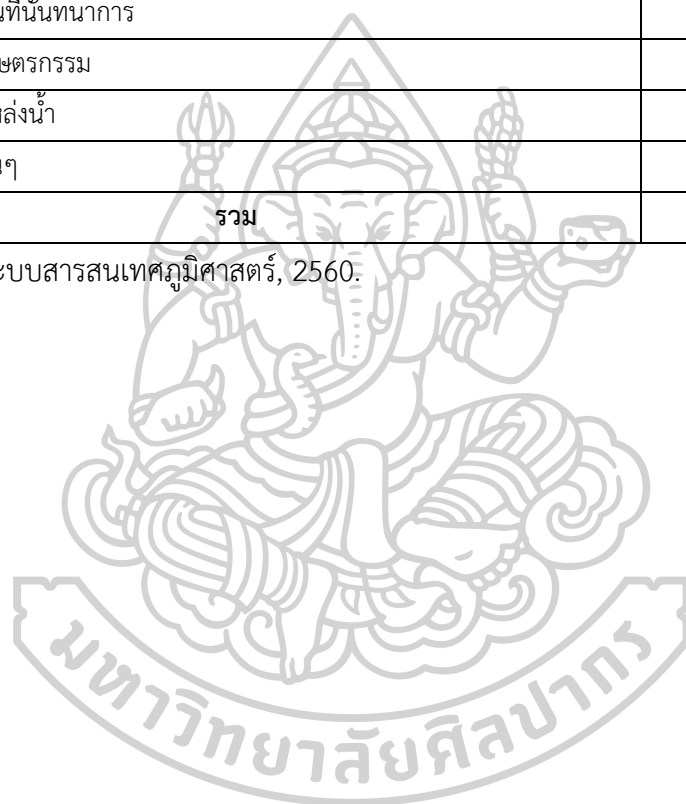 นที่นันทนาการ
ษตรกรรม
หล่งน้ำ
นๆ
รวม
ะบบสารสนเทศภูมิศาสตร์, 2560.
มหาวิทยาลัยศิลปากร